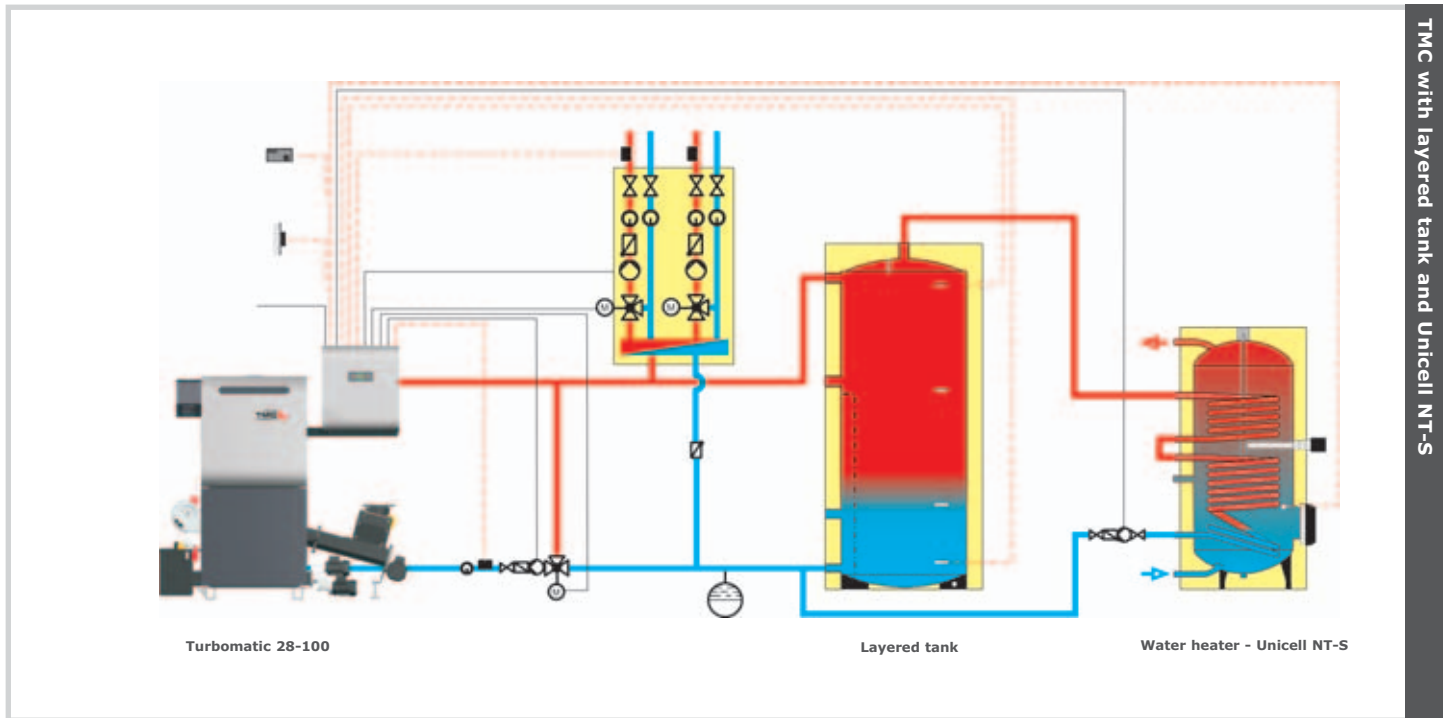 TMC with layered tank and Unicell NT-S
M
M
M
Turbomatic 28-100
Layered tank
Water heater - Unicell NT-S